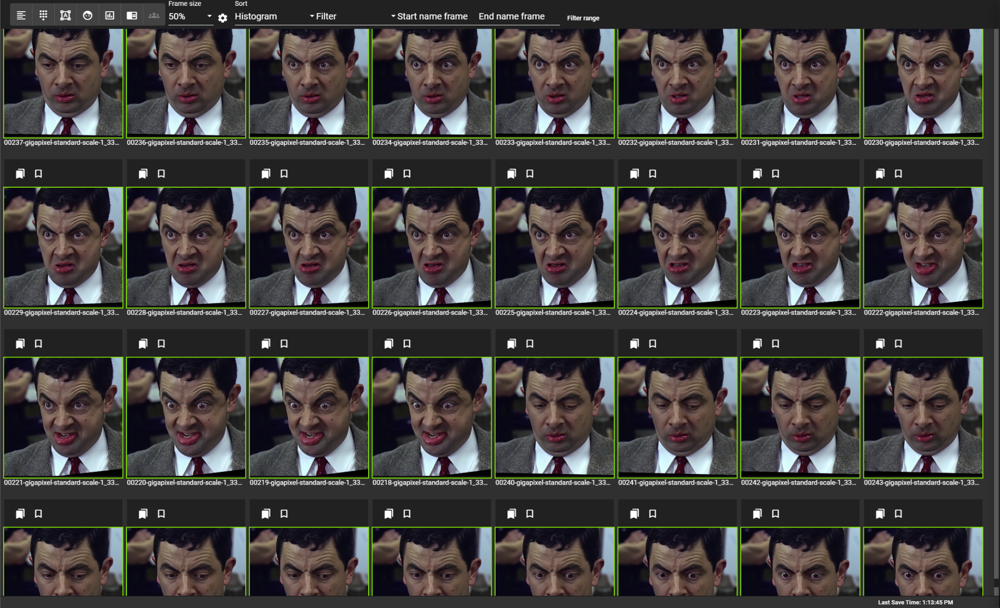 Frame size
Sort
50%
Histogram
Filter
Start name frame
End name frame
Filter range
00237-gigapixel-standard-scale-1_33...
00236-gigapixel-standard-scale-1_33...
00235-gigapixel-standard-scale-1_33...
00234-gigapixel-standard-scale-1_33...
00233-gigapixel-standard-scale-1_33...
00232-gigapixel-standard-scale-1_33...
00231-gigapixel-standard-scale-1_33...
00230-gigapixel-standard-scale-1_33...
00229-gigapixel-standard-scale-1_33...
00228-gigapixel-standard-scale-1_33...
00227-gigapixel-standard-scale-1_33...
00226-gigapixel-standard-scale-1_33...
00225-gigapixel-standard-scale-1_33...
00224-gigapixel-standard-scale-1_33...
00223-gigapixel-standard-scale-1_33...
00222-gigapixel-standard-scale-1_33...
00221-gigapixel-standard-scale-1_33...
00220-gigapixel-standard-scale-1_33...
00219-gigapixel-standard-scale-1_33...
00218-gigapixel-standard-scale-1_33...
00240-gigapixel-standard-scale-1_33...
00241-gigapixel-standard-scale-1_33...
00242-gigapixel-standard-scale-1_33...
00243-gigapixel-standard-scale-1_33...
Last Save Time: 1:13:45 PM